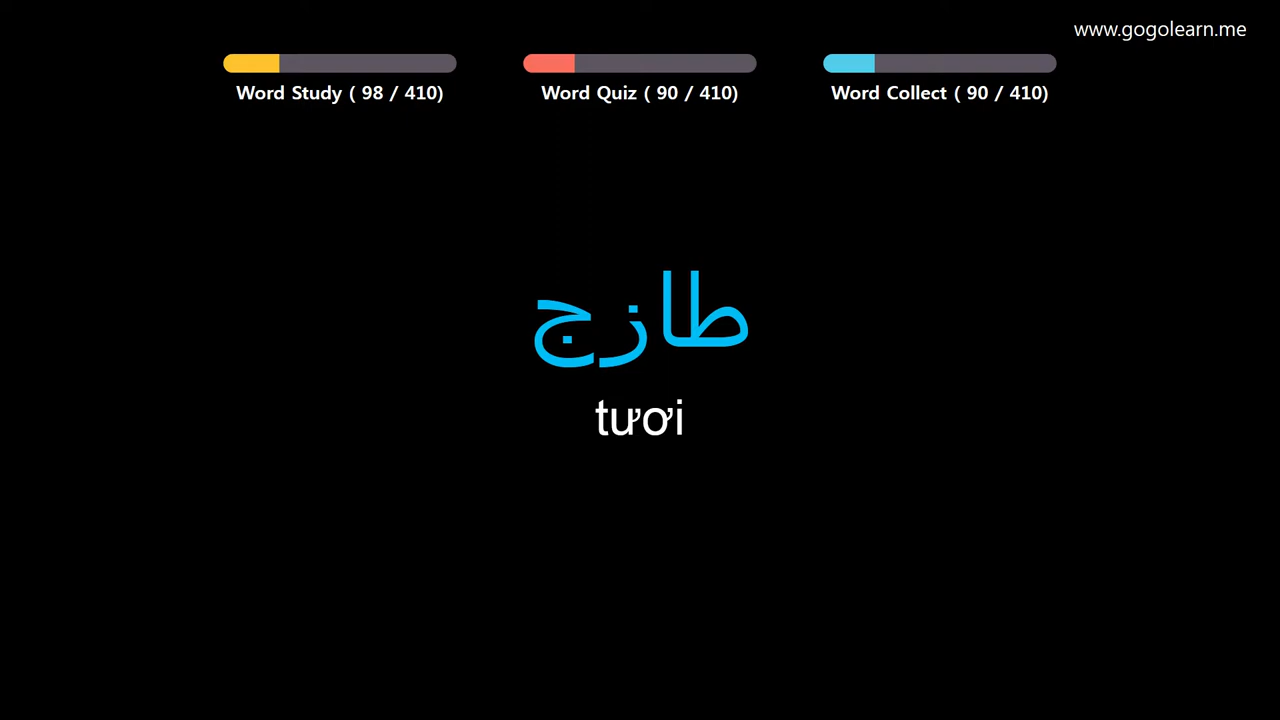 www.gogolearn.me
Word Study ( 98 / 410)
Word Quiz ( 90 / 410)
Word Collect ( 90 / 410)
طازج
tươi